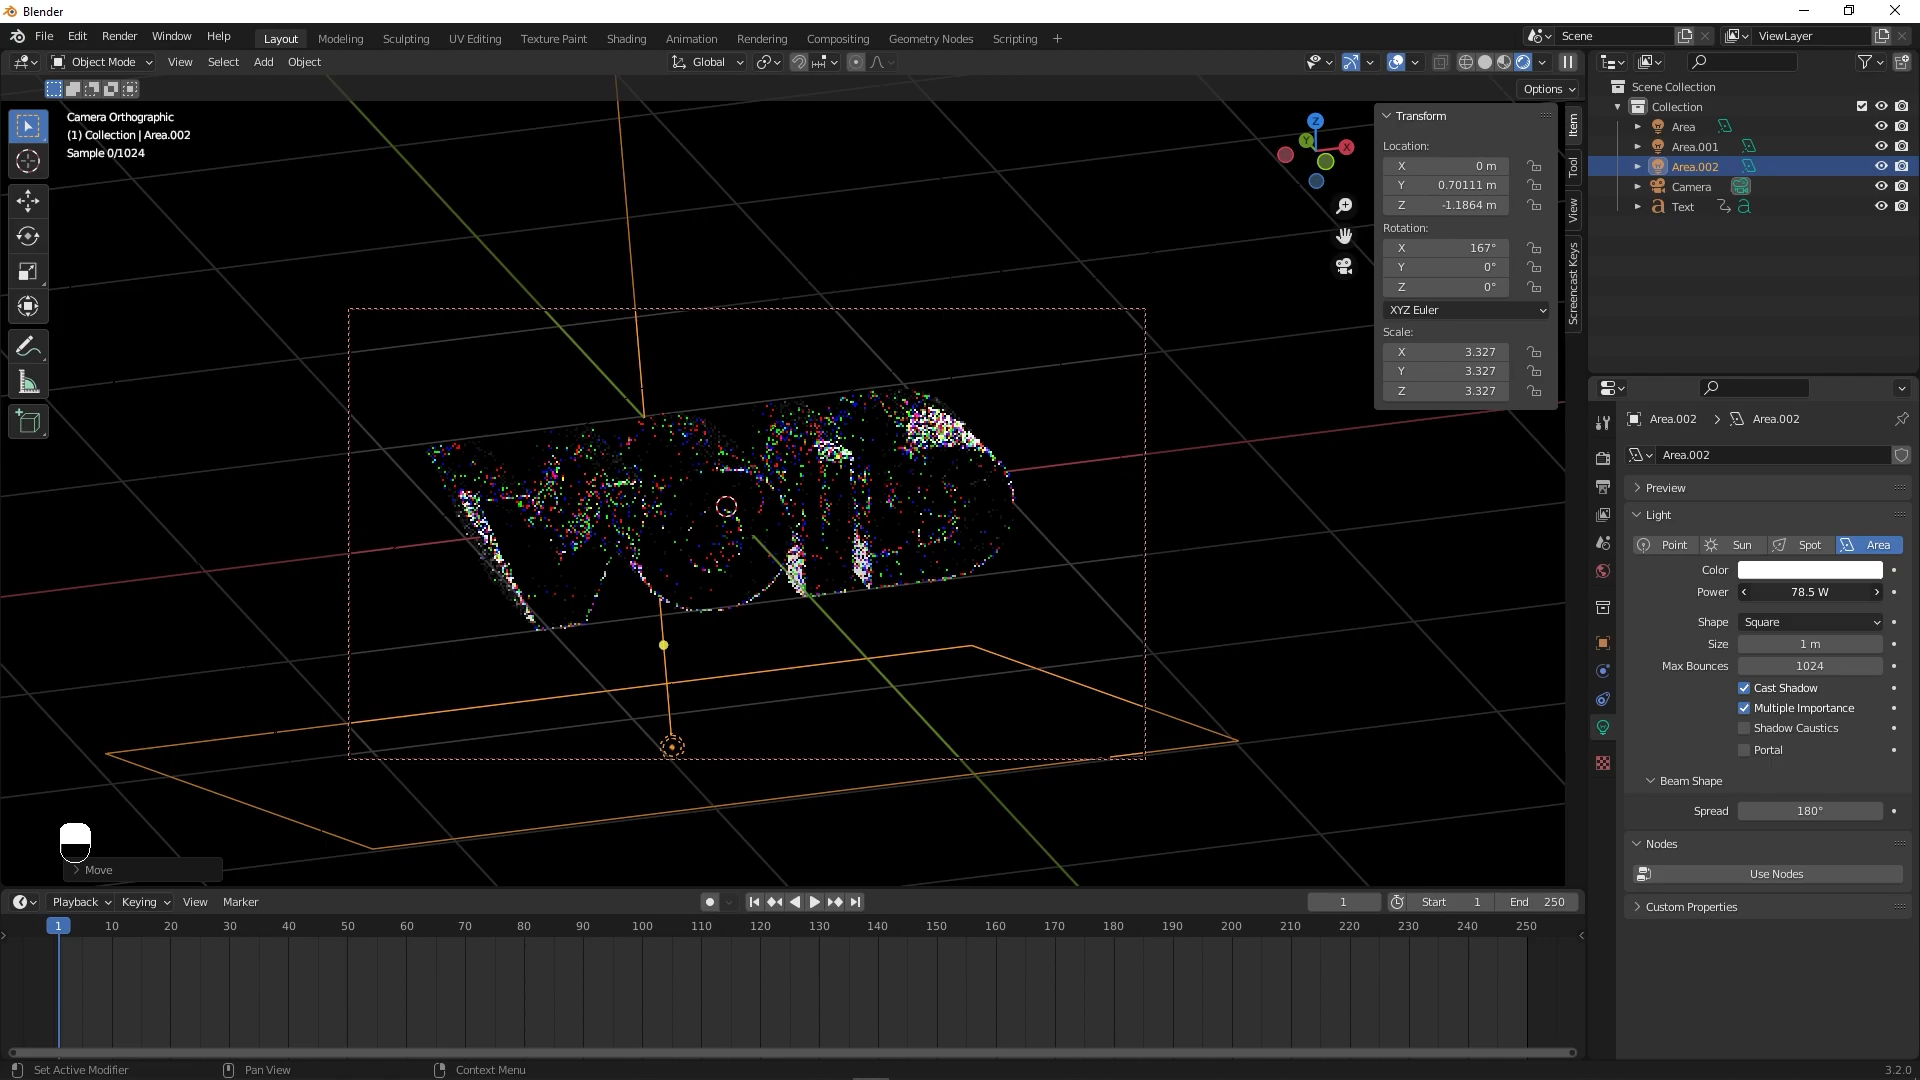 Blender
File Edit Render Window Help
Layout Modeling Sculpting UV Editing Texture Paint Shading Animation Rendering Compositing Geometry Nodes Scripting +
Scene
ViewLayer
Object Mode
View Select Add Object
Global
Options
Camera Orthographic
(1) Collection | Area.002
Sample 0/1024
Z
Y
X
Transform
Location:
X 0 m
Y 0.70111 m
Z -1.1864 m
Rotation:
X 167°
Y 0°
Z 0°
XYZ Euler
Scale:
X 3.327
Y 3.327
Z 3.327
Item
Tool
View
Screencast Keys
Scene Collection
Collection
Area
Area.001
Area.002
Camera
Text
Area.002 Area.002
Area.002
Preview
Light
Point Sun Spot Area
Color
Power 78.5 W
Shape Square
Size 1 m
Max Bounces 1024
Cast Shadow
Multiple Importance
Shadow Caustics
Portal
Beam Shape
Spread 180°
Nodes
Use Nodes
Custom Properties
Move
Playback Keying View Marker
1
Start 1
End 250
1 10 20 30 40 50 60 70 80 90 100 110 120 130 140 150 160 170 180 190 200 210 220 230 240 250
Set Active Modifier
Pan View
Context Menu
3.2.0